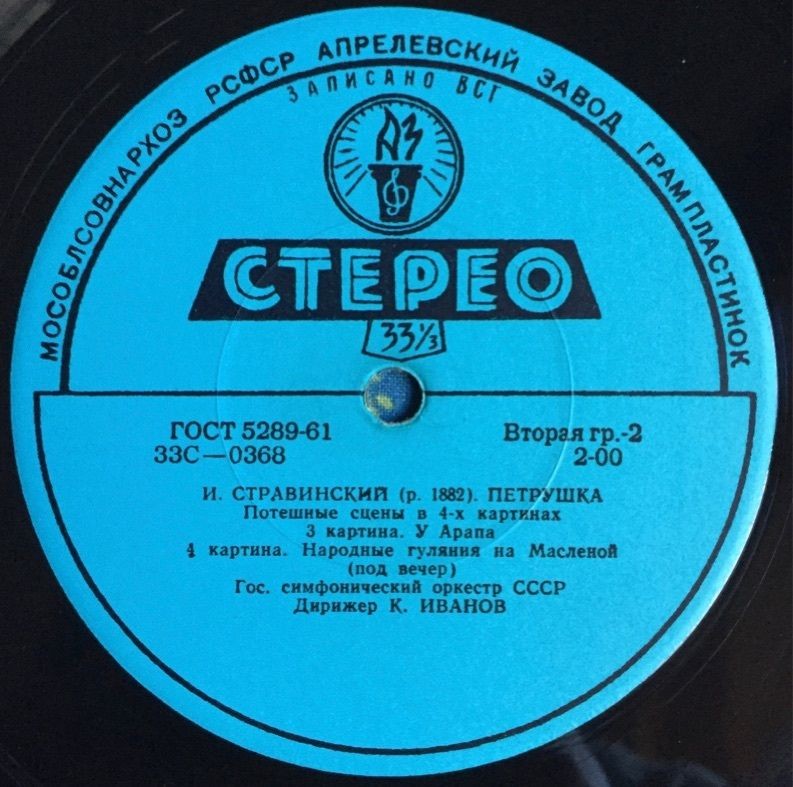 МОСОБЛСОВНАРХОЗ РСФСР АПРЕЛЕВСКИЙ ЗАВОД ГРАМПЛАСТИНОК
ЗАПИСАНО ВСГ
АЗ
СТЕРЕО
33⅓
ГОСТ 5289-61 Вторая гр.-2
33С—0368 2-00
И. СТРАВИНСКИЙ (р. 1882). ПЕТРУШКА
Потешные сцены в 4-х картинах
3 картина. У Арапа
4 картина. Народные гуляния на Масленой
(под вечер)
Гос. симфонический оркестр СССР
Дирижер К. ИВАНОВ